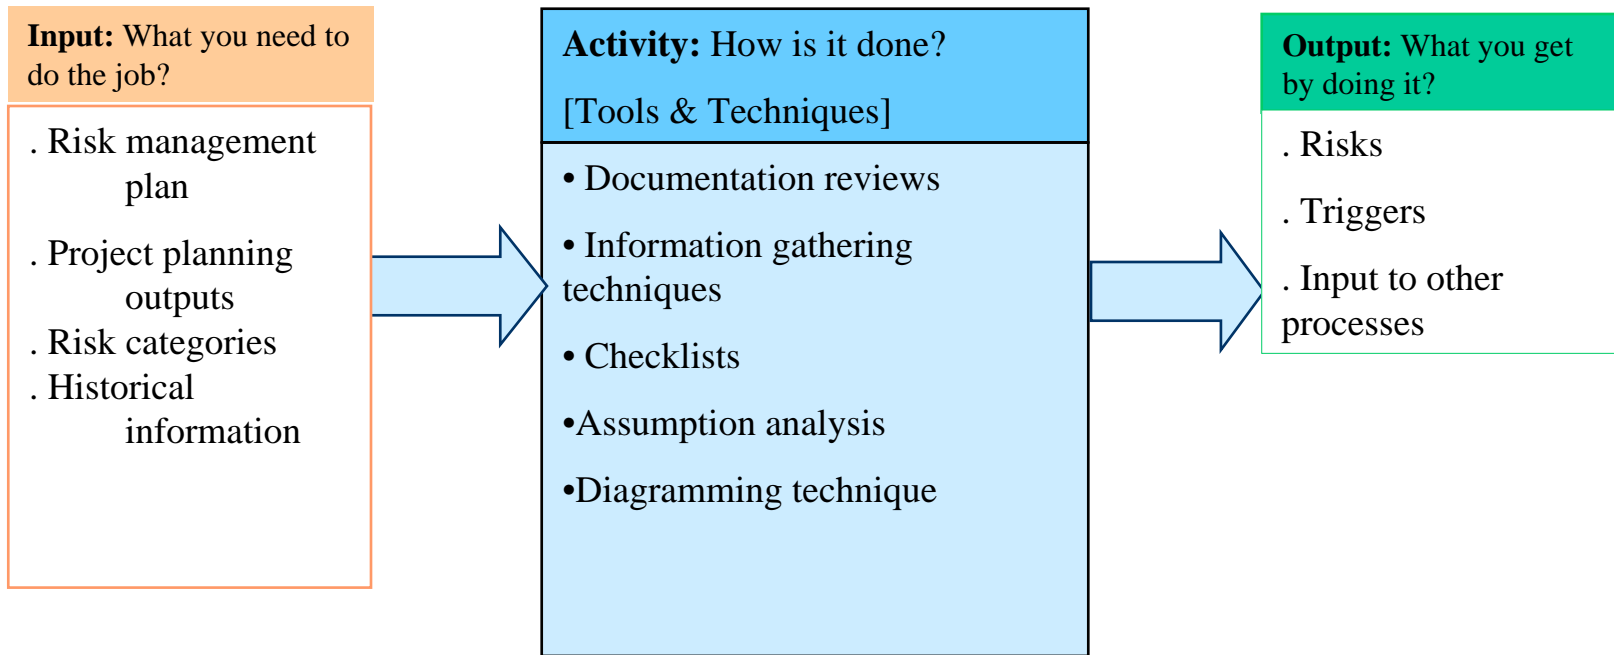 Input: What you need to
do the job?
. Risk management
plan
. Project planning
outputs
. Risk categories
. Historical
information
Activity: How is it done?
[Tools & Techniques]
• Documentation reviews
• Information gathering
techniques
• Checklists
•Assumption analysis
•Diagramming technique
Output: What you get
by doing it?
. Risks
. Triggers
. Input to other
processes